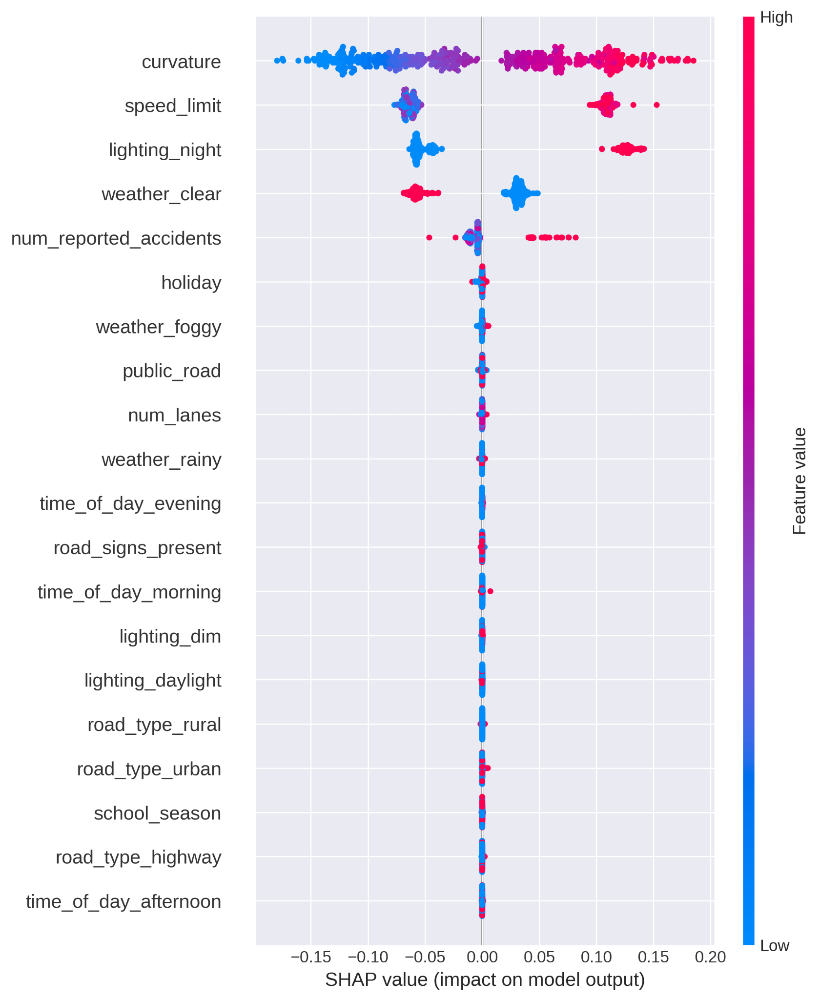 High
curvature
speed_limit
lighting_night
weather_clear
num_reported_accidents
holiday
weather_foggy
public_road
num_lanes
weather_rainy
time_of_day_evening
road_signs_present
time_of_day_morning
lighting_dim
lighting_daylight
road_type_rural
road_type_urban
school_season
road_type_highway
time_of_day_afternoon
Feature value
Low
−0.15 −0.10 −0.05 0.00 0.05 0.10 0.15 0.20
SHAP value (impact on model output)